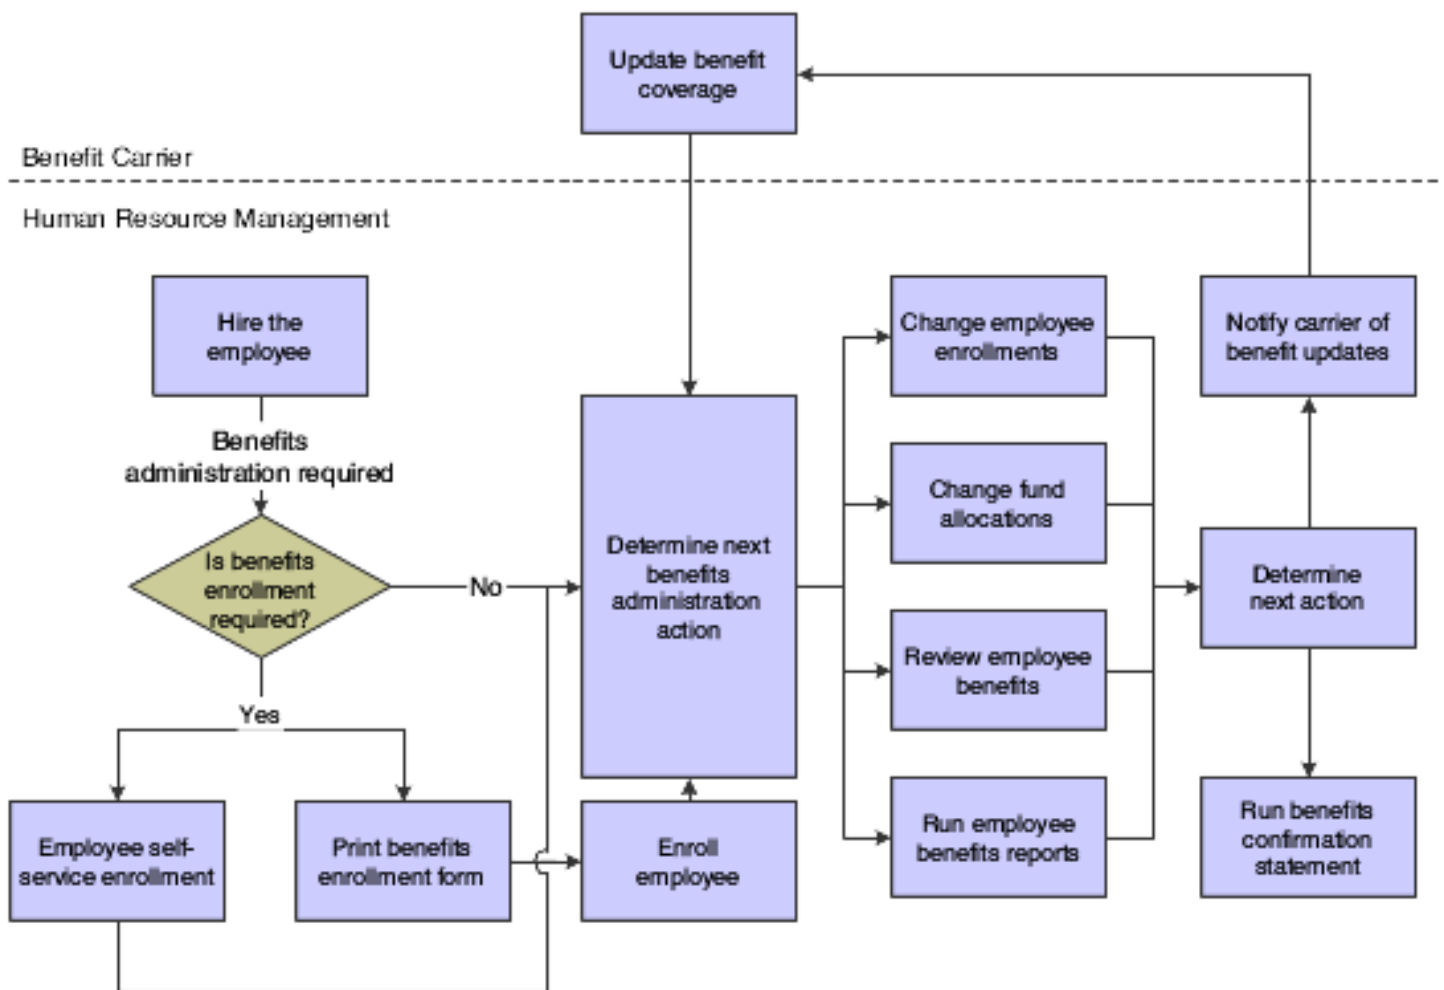 Update benefit
coverage
Benefit Carrier
Human Resource Management
Hire the
employee
Benefits
administration required
Is benefits
enrollment
required?
No
Yes
Employee self-
service enrollment
Print benefits
enrollment form
Enroll
employee
Determine next
benefits
administration
action
Change employee
enrollments
Change fund
allocations
Review employee
benefits
Run employee
benefits reports
Notify carrier of
benefit updates
Determine
next action
Run benefits
confirmation
statement